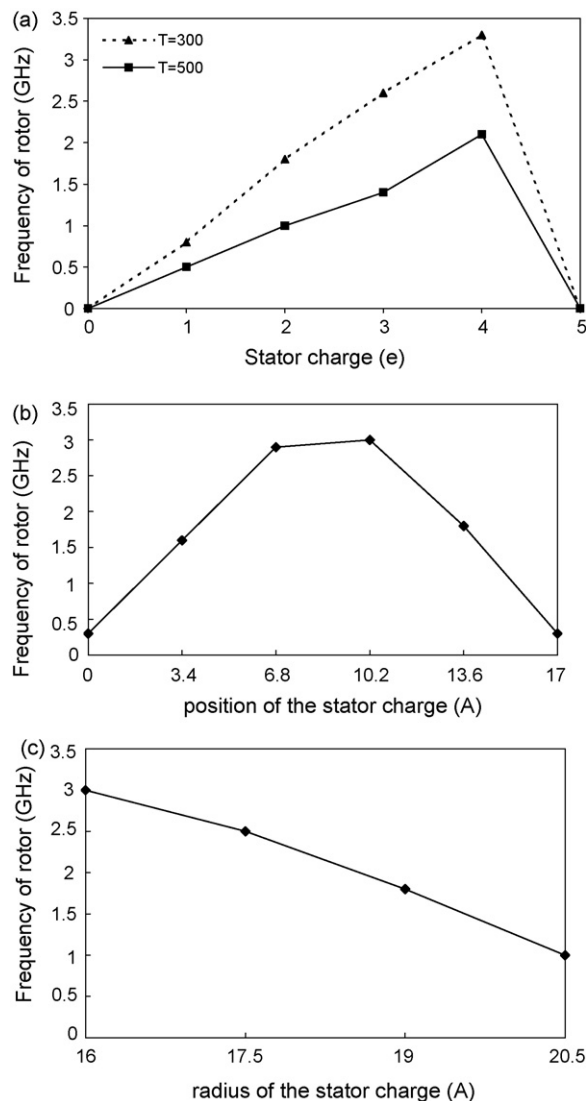 (a)
3.5
3
2.5
2
1.5
1
0.5
0
Frequency of rotor (GHz)
T=300
T=500
0 1 2 3 4 5
Stator charge (e)
(b)
3.5
3
2.5
2
1.5
1
0.5
0
Frequency of rotor (GHz)
0 3.4 6.8 10.2 13.6 17
position of the stator charge (A)
(c)
3.5
3
2.5
2
1.5
1
0.5
0
Frequency of rotor (GHz)
16 17.5 19 20.5
radius of the stator charge (A)